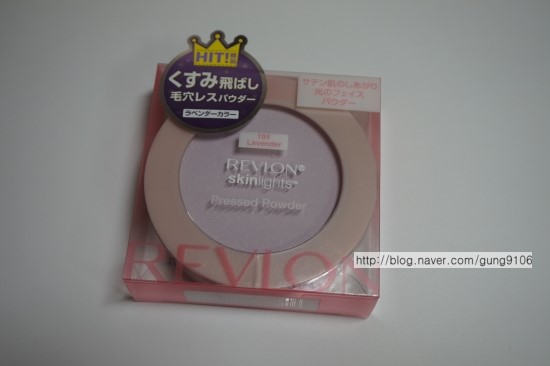 HIT!
くすみ飛ばし
毛穴レスパウダー
ラベンダーカラー
サテン肌のしあがり
光のフェイス
パウダー
Lavender
REVLON®
skinlights™
Pressed Powder
REVLON
http://blog.naver.com/gung9106